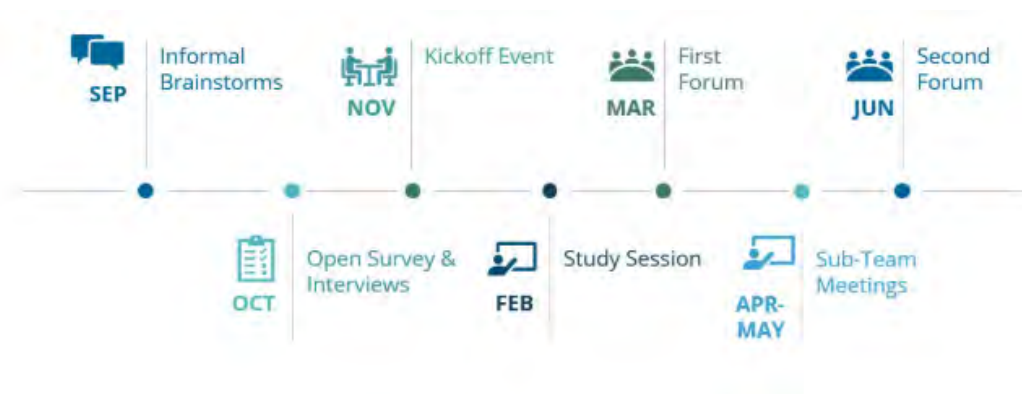 SEP
Informal
Brainstorms
OCT
Open Survey &
Interviews
NOV
Kickoff Event
FEB
Study Session
MAR
First
Forum
APR-
MAY
Sub-Team
Meetings
JUN
Second
Forum